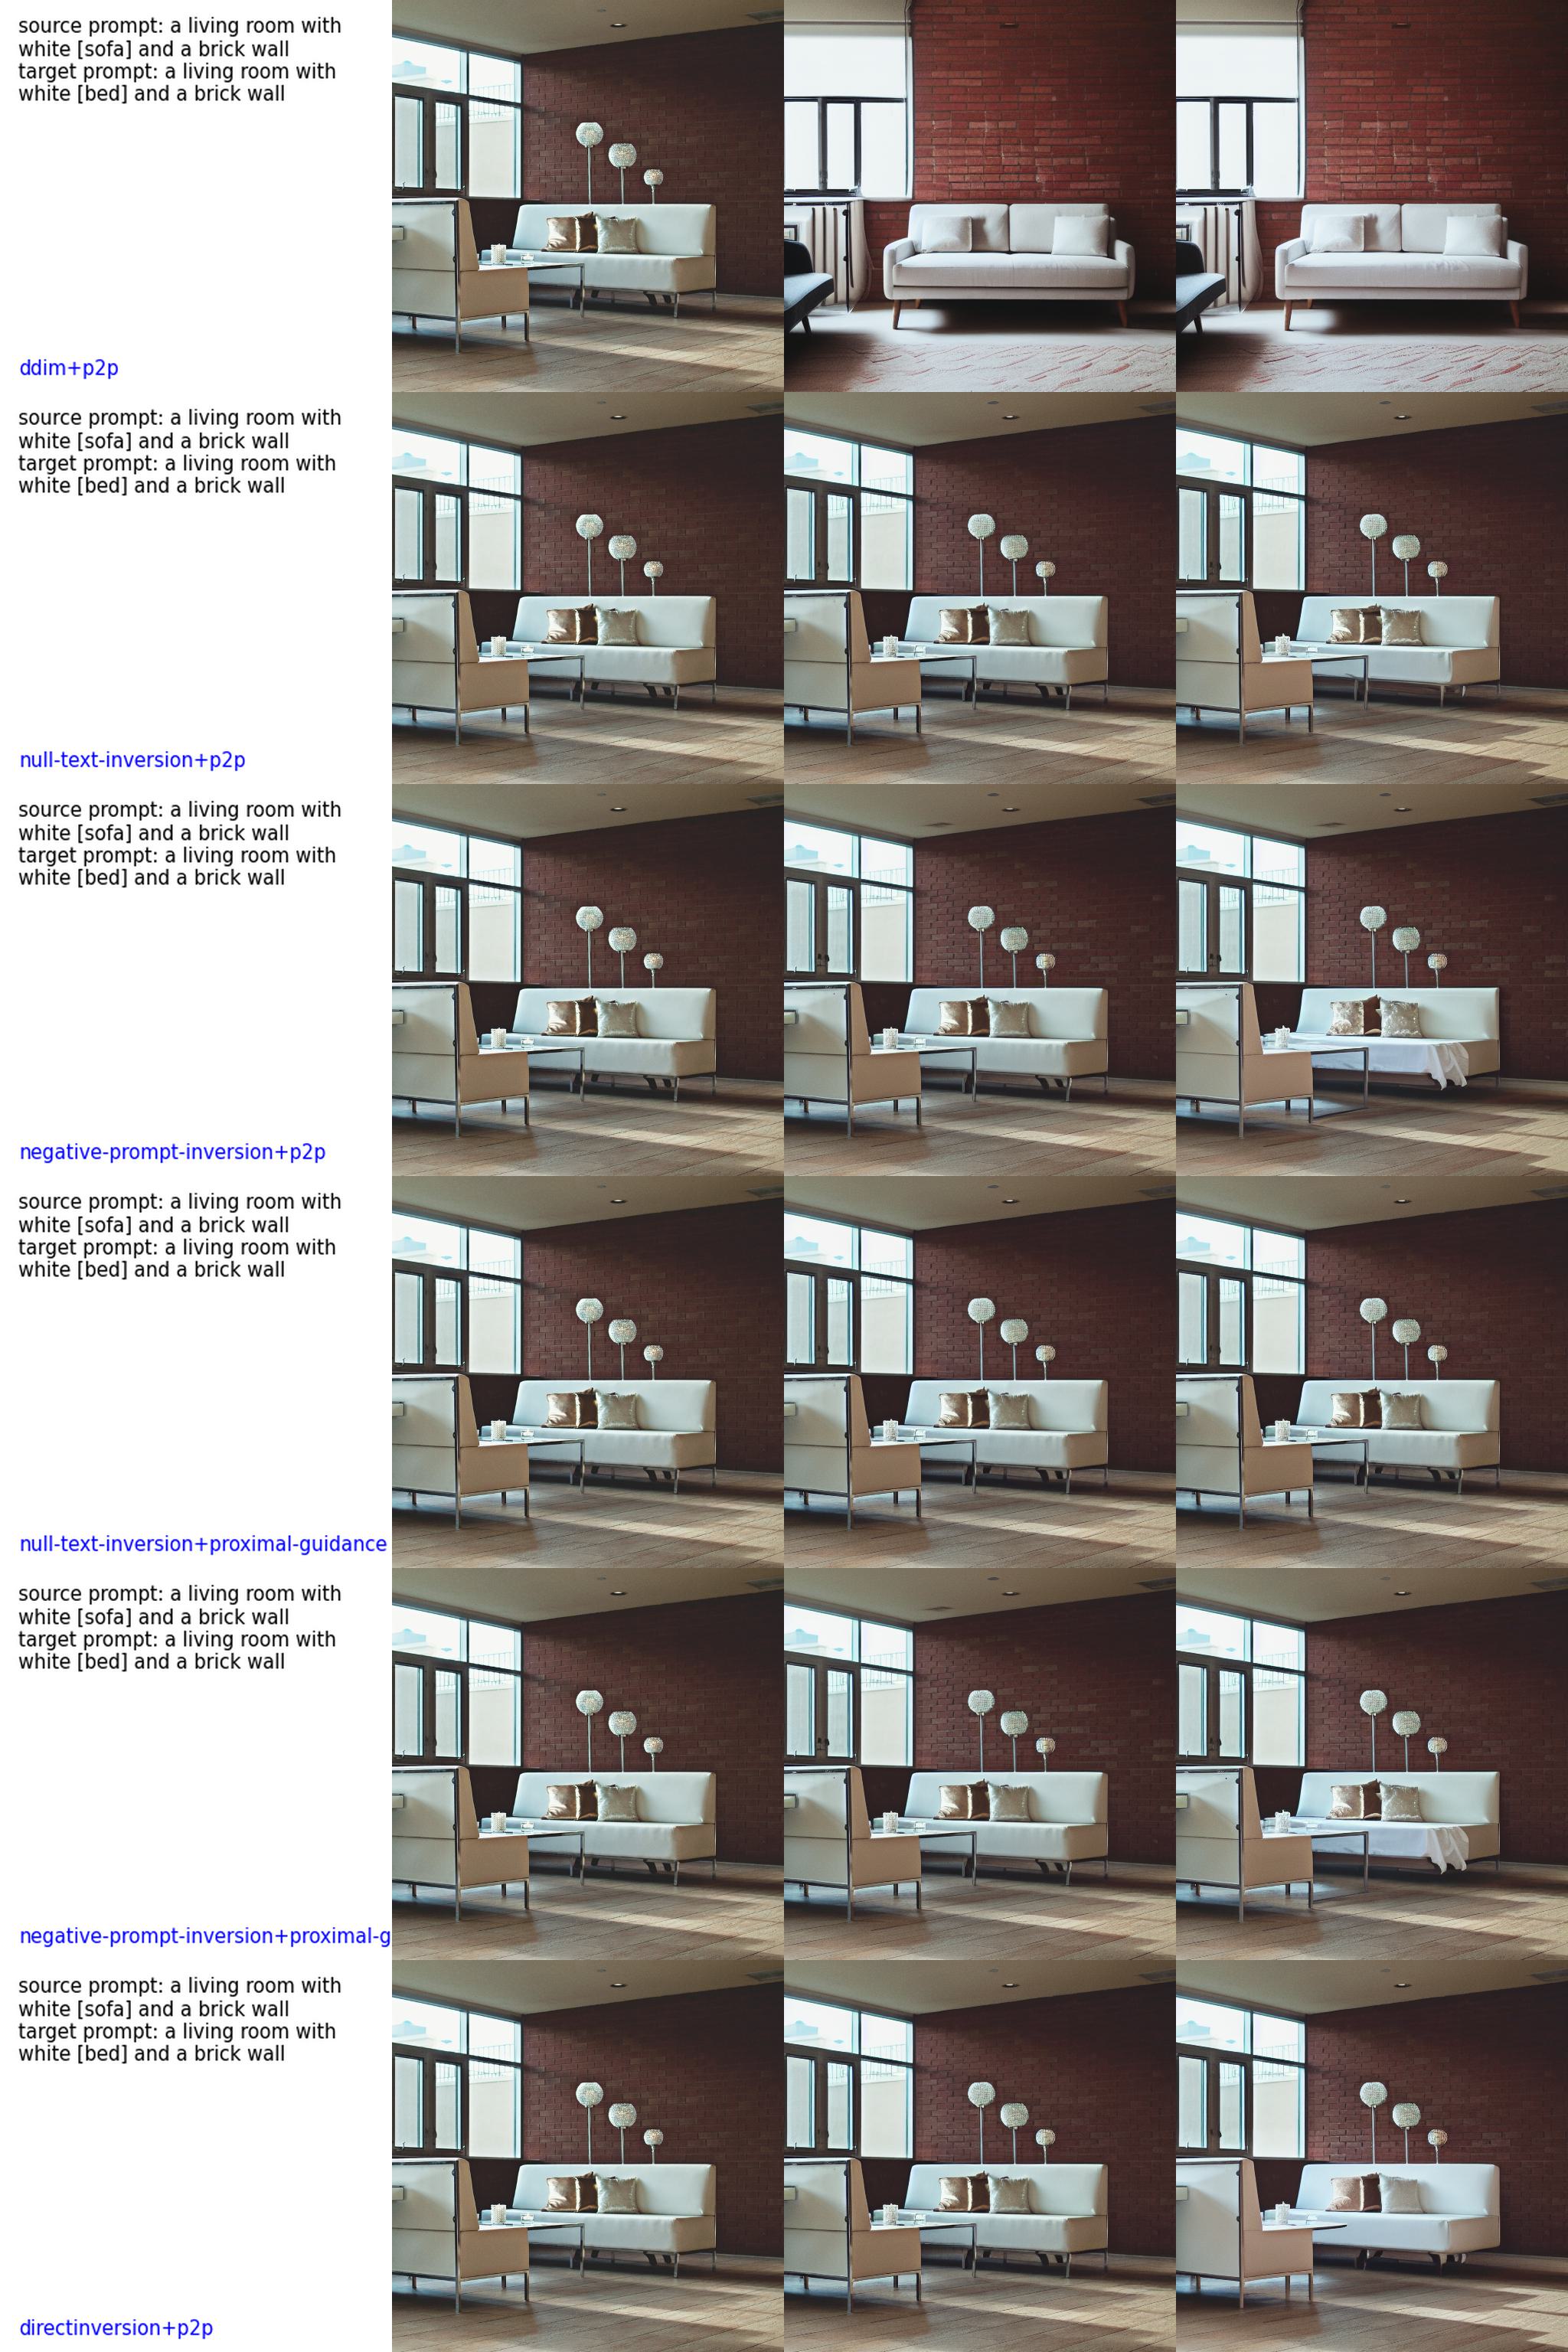 source prompt: a living room with
white [sofa] and a brick wall
target prompt: a living room with
white [bed] and a brick wall
ddim+p2p
source prompt: a living room with
white [sofa] and a brick wall
target prompt: a living room with
white [bed] and a brick wall
null-text-inversion+p2p
source prompt: a living room with
white [sofa] and a brick wall
target prompt: a living room with
white [bed] and a brick wall
negative-prompt-inversion+p2p
source prompt: a living room with
white [sofa] and a brick wall
target prompt: a living room with
white [bed] and a brick wall
null-text-inversion+proximal-guidance
source prompt: a living room with
white [sofa] and a brick wall
target prompt: a living room with
white [bed] and a brick wall
negative-prompt-inversion+proximal-g
source prompt: a living room with
white [sofa] and a brick wall
target prompt: a living room with
white [bed] and a brick wall
directinversion+p2p